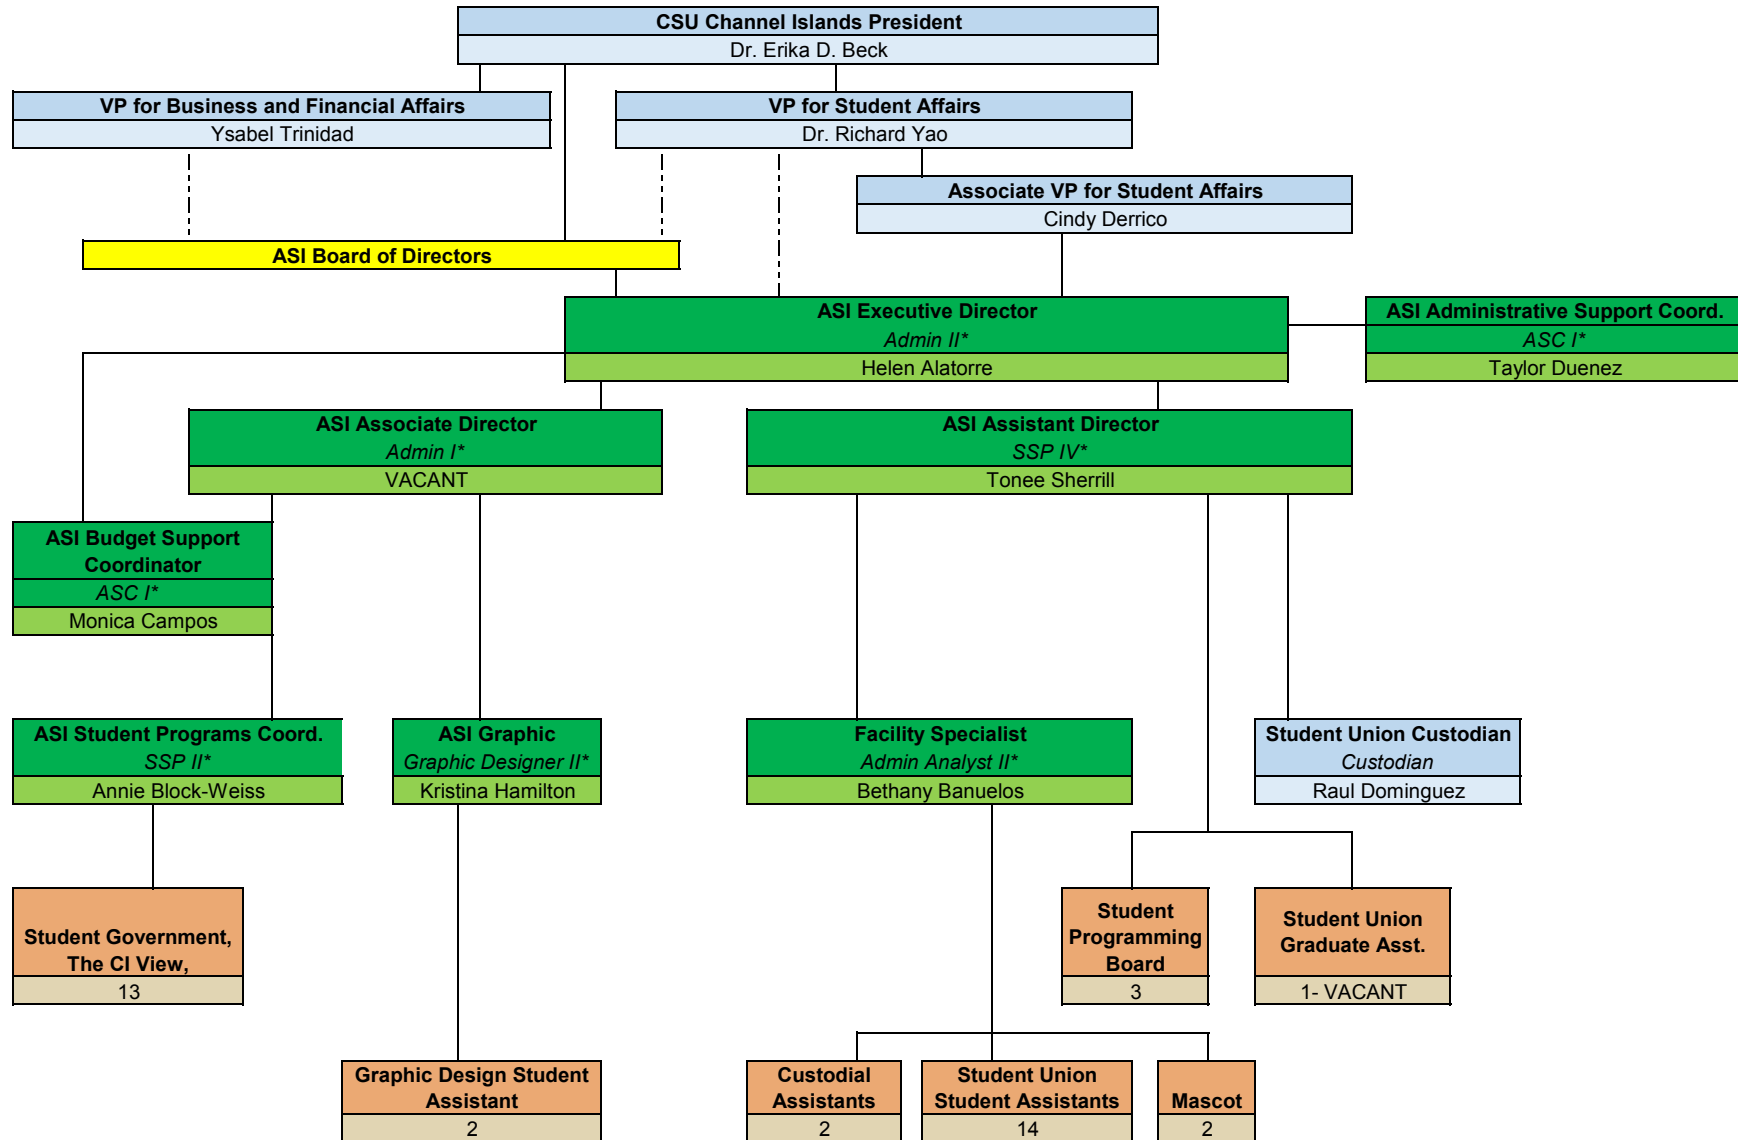 CSU Channel Islands President
Dr. Erika D. Beck
VP for Business and Financial Affairs
Ysabel Trinidad
VP for Student Affairs
Dr. Richard Yao
Associate VP for Student Affairs
Cindy Derrico
ASI Board of Directors
ASI Executive Director
Admin II*
Helen Alatorre
ASI Administrative Support Coord.
ASC I*
Taylor Duenez
ASI Associate Director
Admin I*
VACANT
ASI Assistant Director
SSP IV*
Tonee Sherrill
ASI Budget Support
Coordinator
ASC I*
Monica Campos
ASI Student Programs Coord.
SSP II*
Annie Block-Weiss
ASI Graphic
Graphic Designer II*
Kristina Hamilton
Facility Specialist
Admin Analyst II*
Bethany Banuelos
Student Union Custodian
Custodian
Raul Dominguez
Student Government,
The CI View,
13
Student
Programming
Board
3
Student Union
Graduate Asst.
1- VACANT
Graphic Design Student
Assistant
2
Custodial
Assistants
2
Student Union
Student Assistants
14
Mascot
2